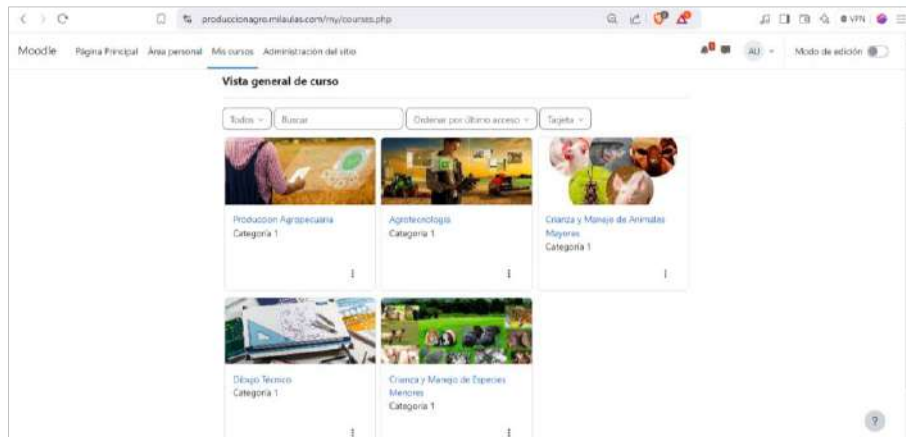 produccionagro.milaulas.com/my/courses.php
VPN
Moodle Página Principal Área personal Mis cursos Administración del sitio AU Modo de edición
Vista general de curso
Todos Buscar Ordenar por último acceso Tarjeta
Produccion Agropecuaria
Categoría 1
Agrotecnología
Categoría 1
Crianza y Manejo de Animales
Mayores
Categoría 1
Dibujo Técnico
Categoría 1
Crianza y Manejo de Especies
Menores
Categoría 1
?